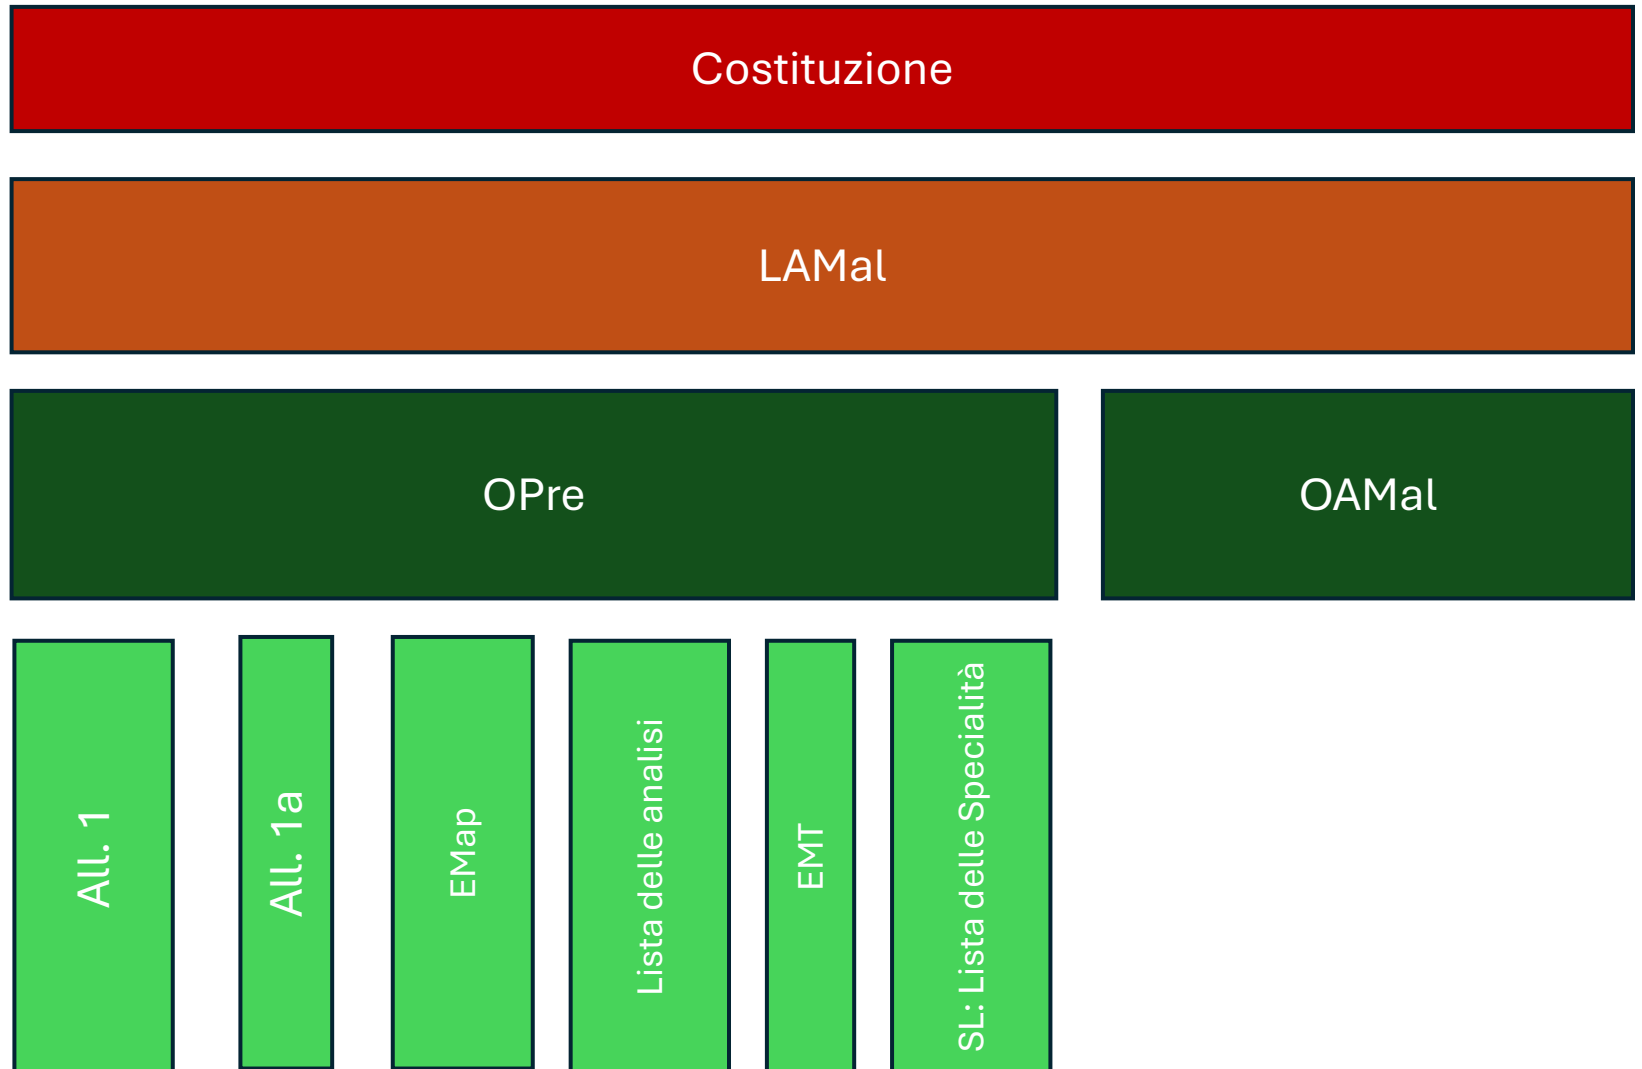 Costituzione
LAMal
OPre
OAMal
All. 1
All. 1a
EMap
Lista delle analisi
EMT
SL: Lista delle Specialità